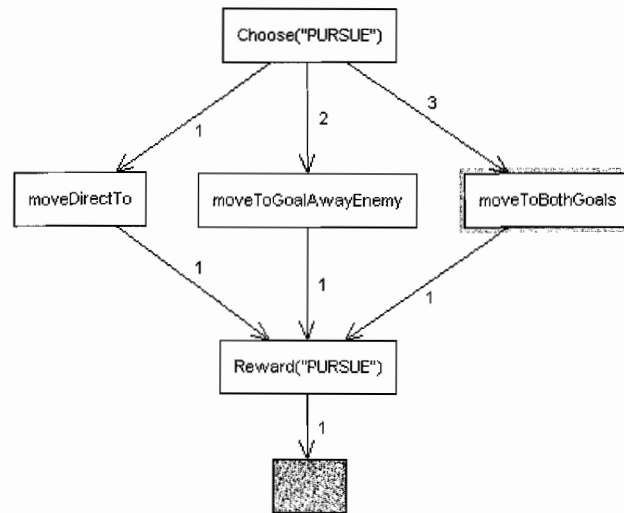 Choose("PURSUE")
1
2
3
moveDirectTo
moveToGoalAwayEnemy
moveToBothGoals
1
1
1
Reward("PURSUE")
1